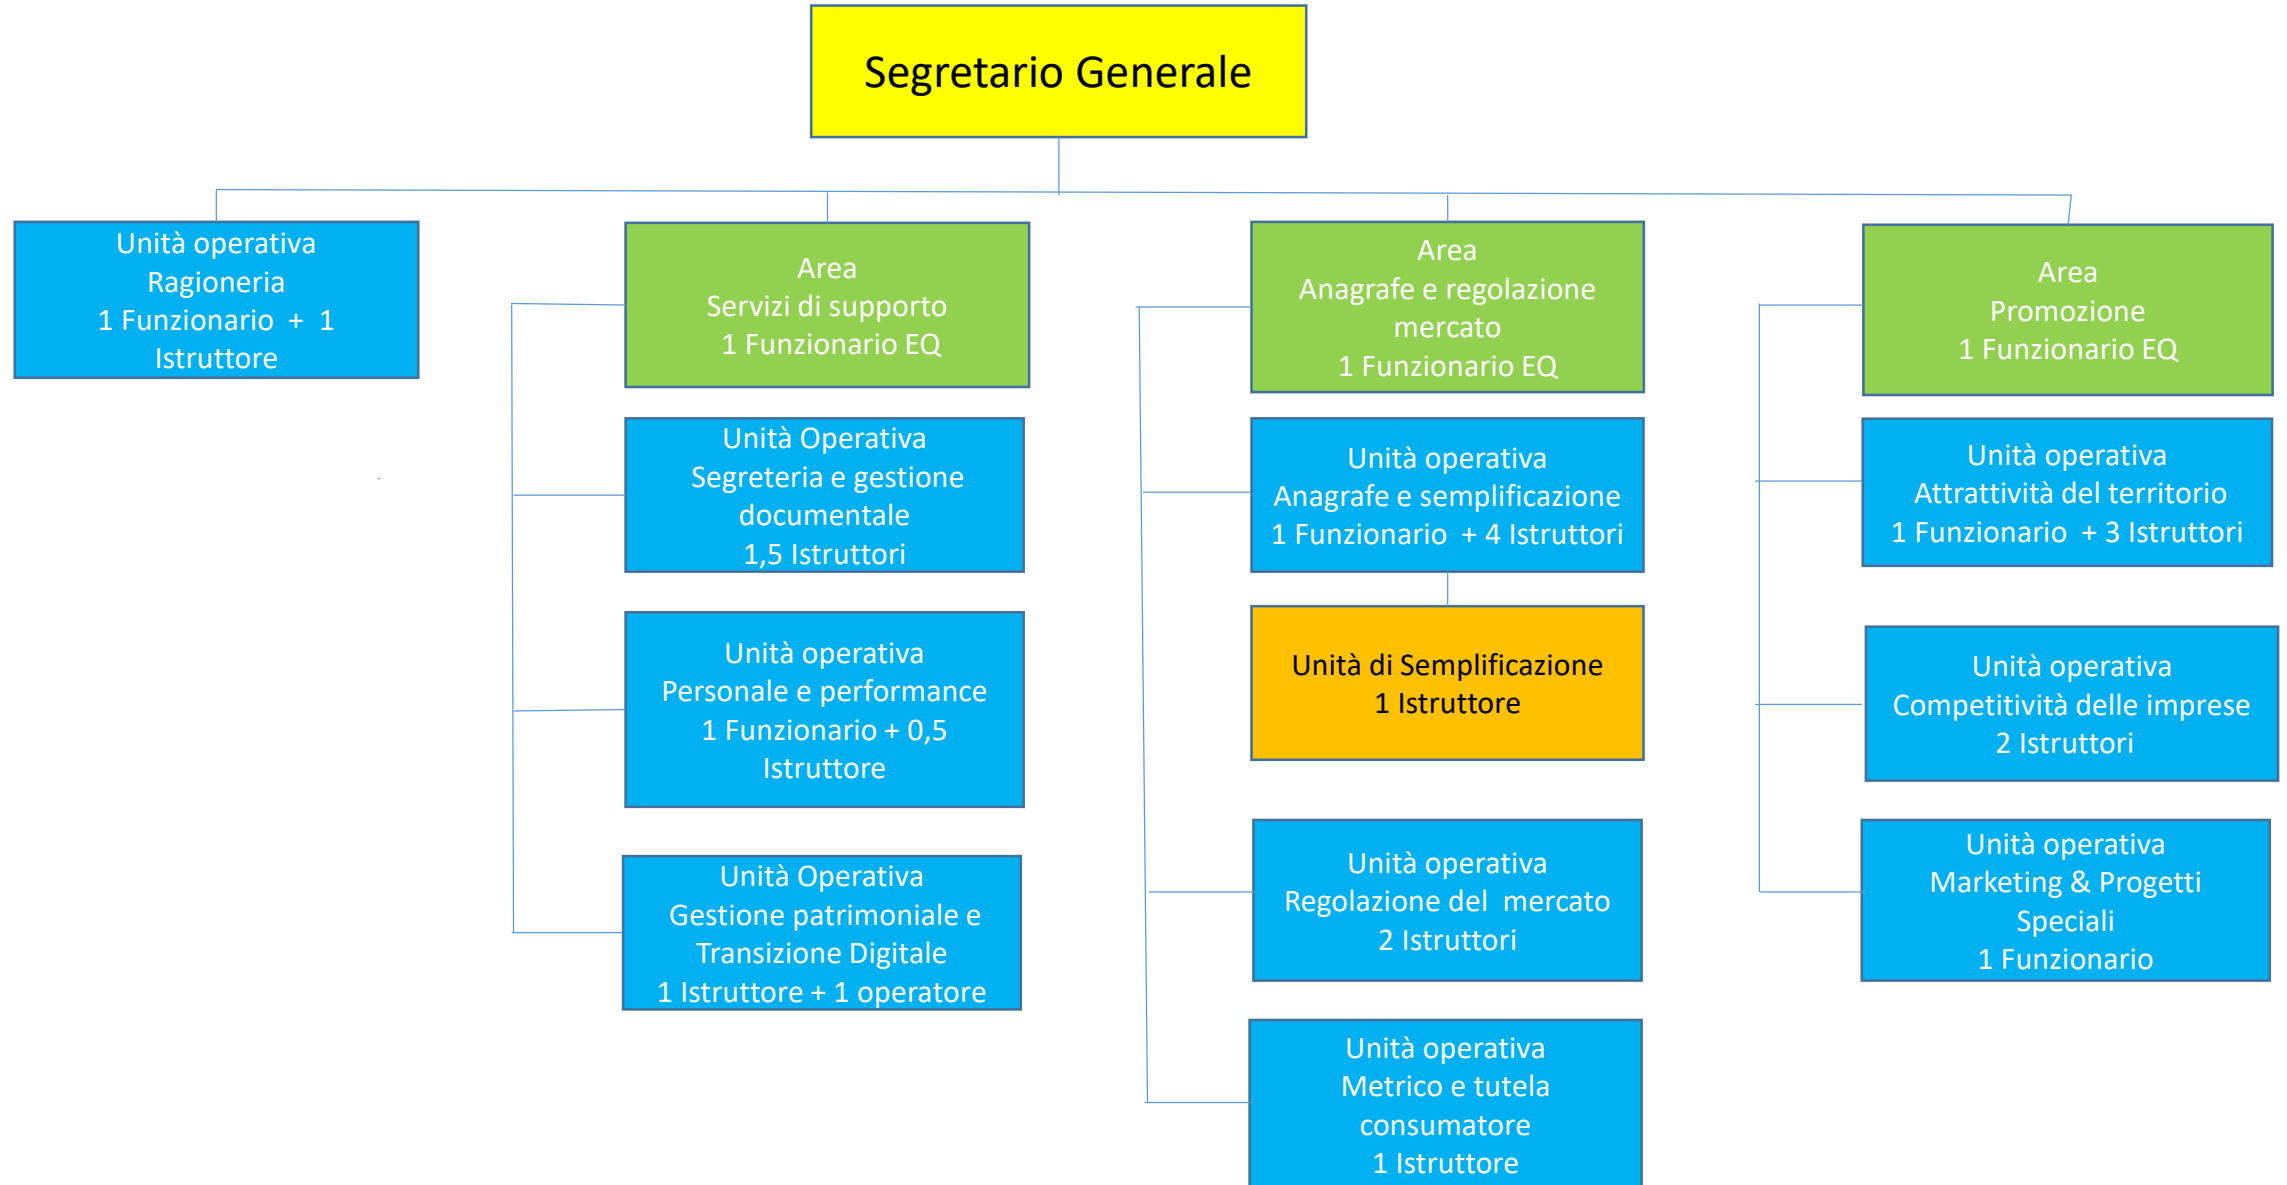 Segretario Generale
Unità operativa
Ragioneria
1 Funzionario + 1
Istruttore
Area
Servizi di supporto
1 Funzionario EQ
Unità Operativa
Segreteria e gestione
documentale
1,5 Istruttori
Unità operativa
Personale e performance
1 Funzionario + 0,5
Istruttore
Unità Operativa
Gestione patrimoniale e
Transizione Digitale
1 Istruttore + 1 operatore
Area
Anagrafe e regolazione
mercato
1 Funzionario EQ
Unità operativa
Anagrafe e semplificazione
1 Funzionario + 4 Istruttori
Unità di Semplificazione
1 Istruttore
Unità operativa
Regolazione del mercato
2 Istruttori
Unità operativa
Metrico e tutela
consumatore
1 Istruttore
Area
Promozione
1 Funzionario EQ
Unità operativa
Attrattività del territorio
1 Funzionario + 3 Istruttori
Unità operativa
Competitività delle imprese
2 Istruttori
Unità operativa
Marketing & Progetti
Speciali
1 Funzionario